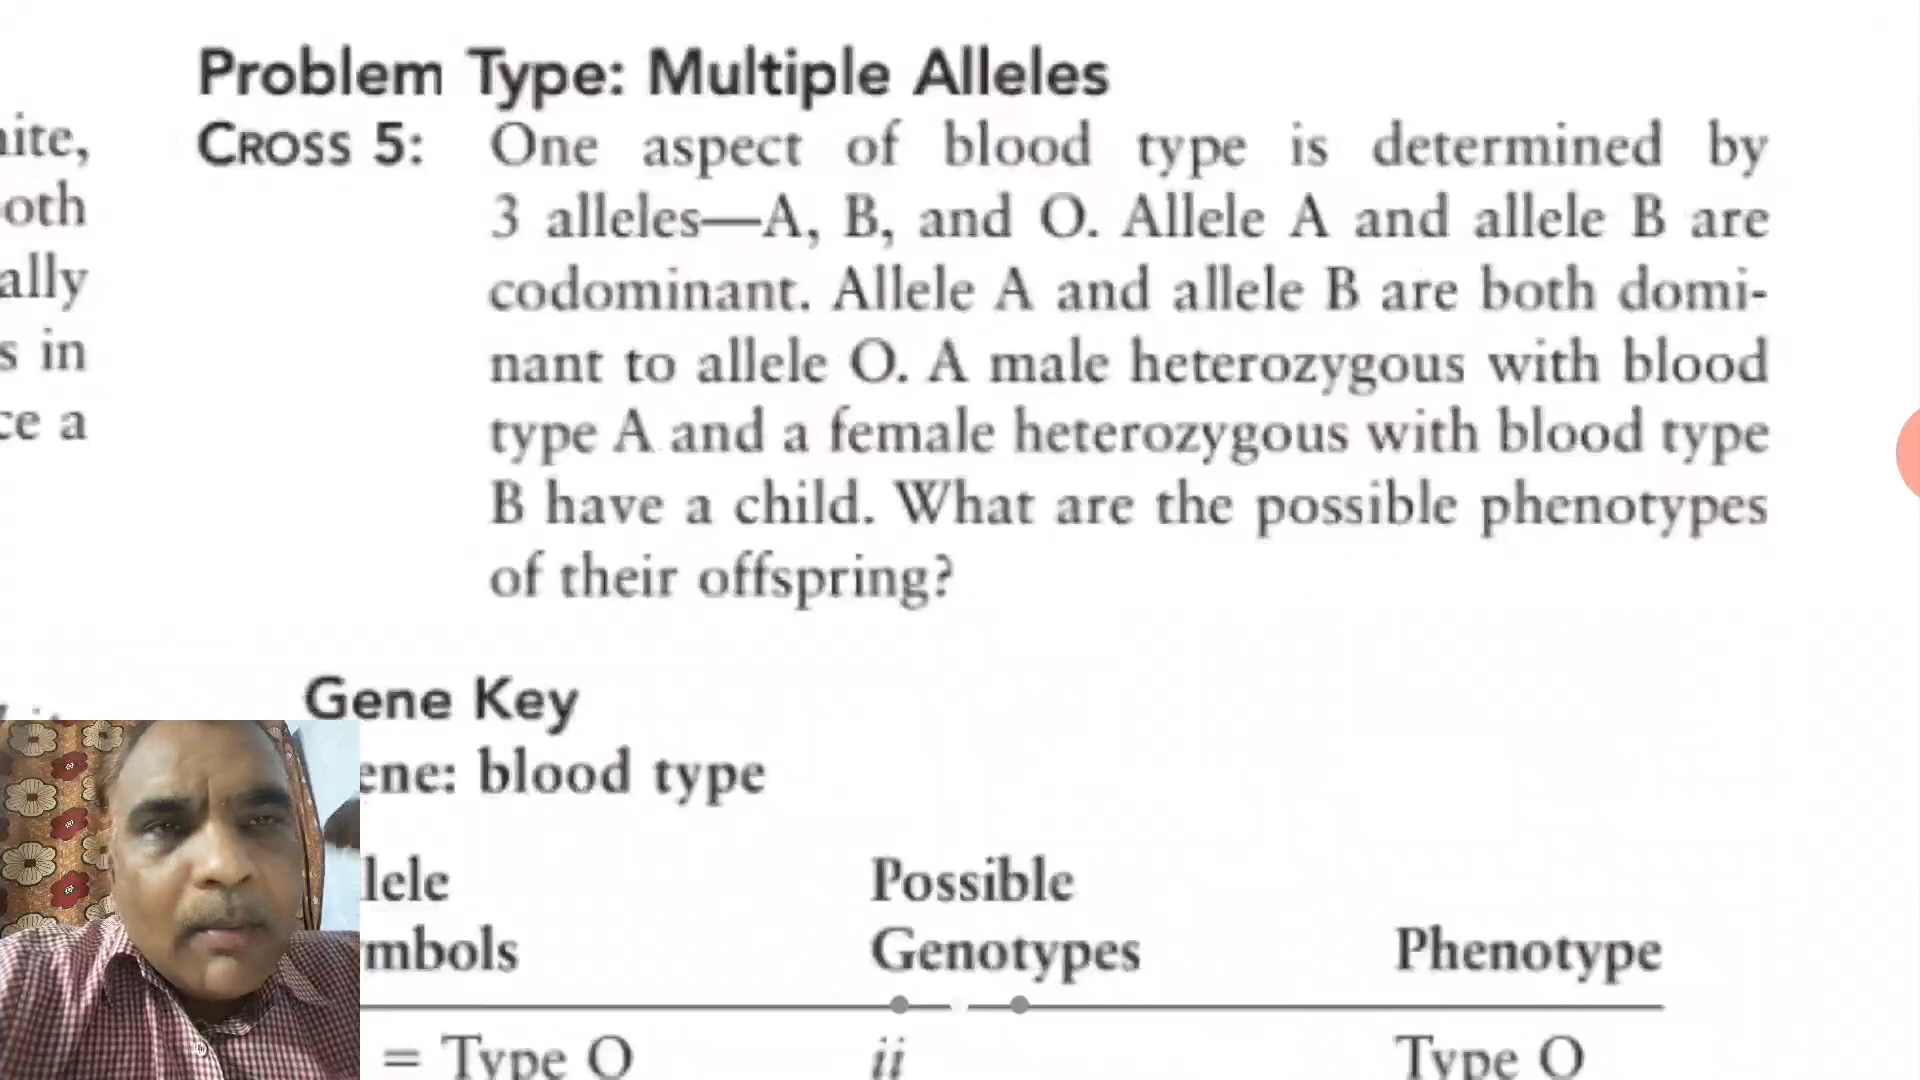 Problem Type: Multiple Alleles
CROSS 5: One aspect of blood type is determined by
3 alleles—A, B, and O. Allele A and allele B are
codominant. Allele A and allele B are both domi-
nant to allele O. A male heterozygous with blood
type A and a female heterozygous with blood type
B have a child. What are the possible phenotypes
of their offspring?
ite,
oth
ally
s in
ce a
Gene Key
ene: blood type
lele Possible
mbols Genotypes Phenotype
= Type O ii Type O